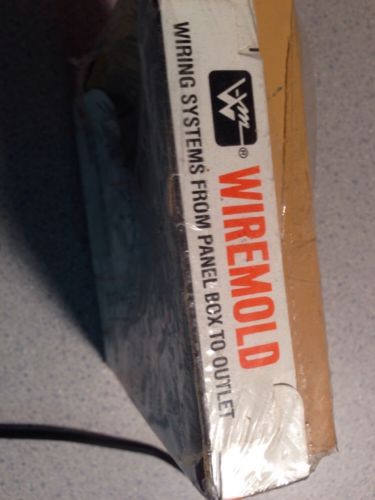 WIREMOLD®
WIRING SYSTEMS FROM PANEL BOX TO OUTLET